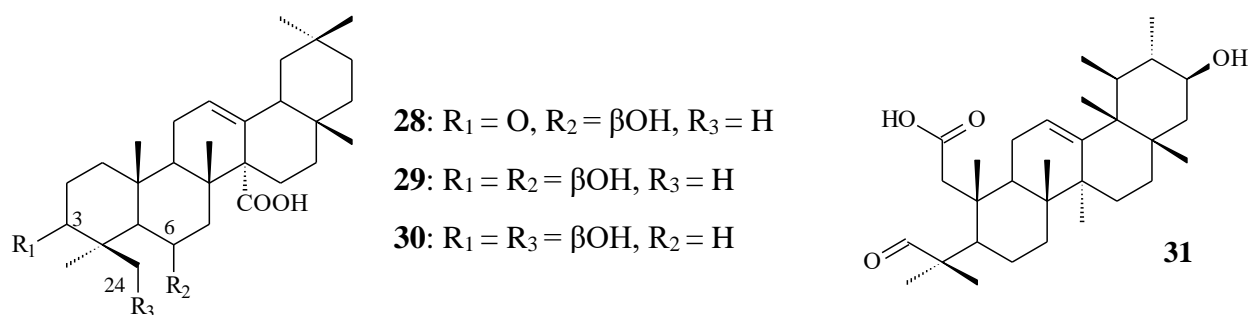 28: R1 = O, R2 = βOH, R3 = H
29: R1 = R2 = βOH, R3 = H
30: R1 = R3 = βOH, R2 = H
COOH
3
6
R1
24
R2
R3
OH
HO
O
O
31